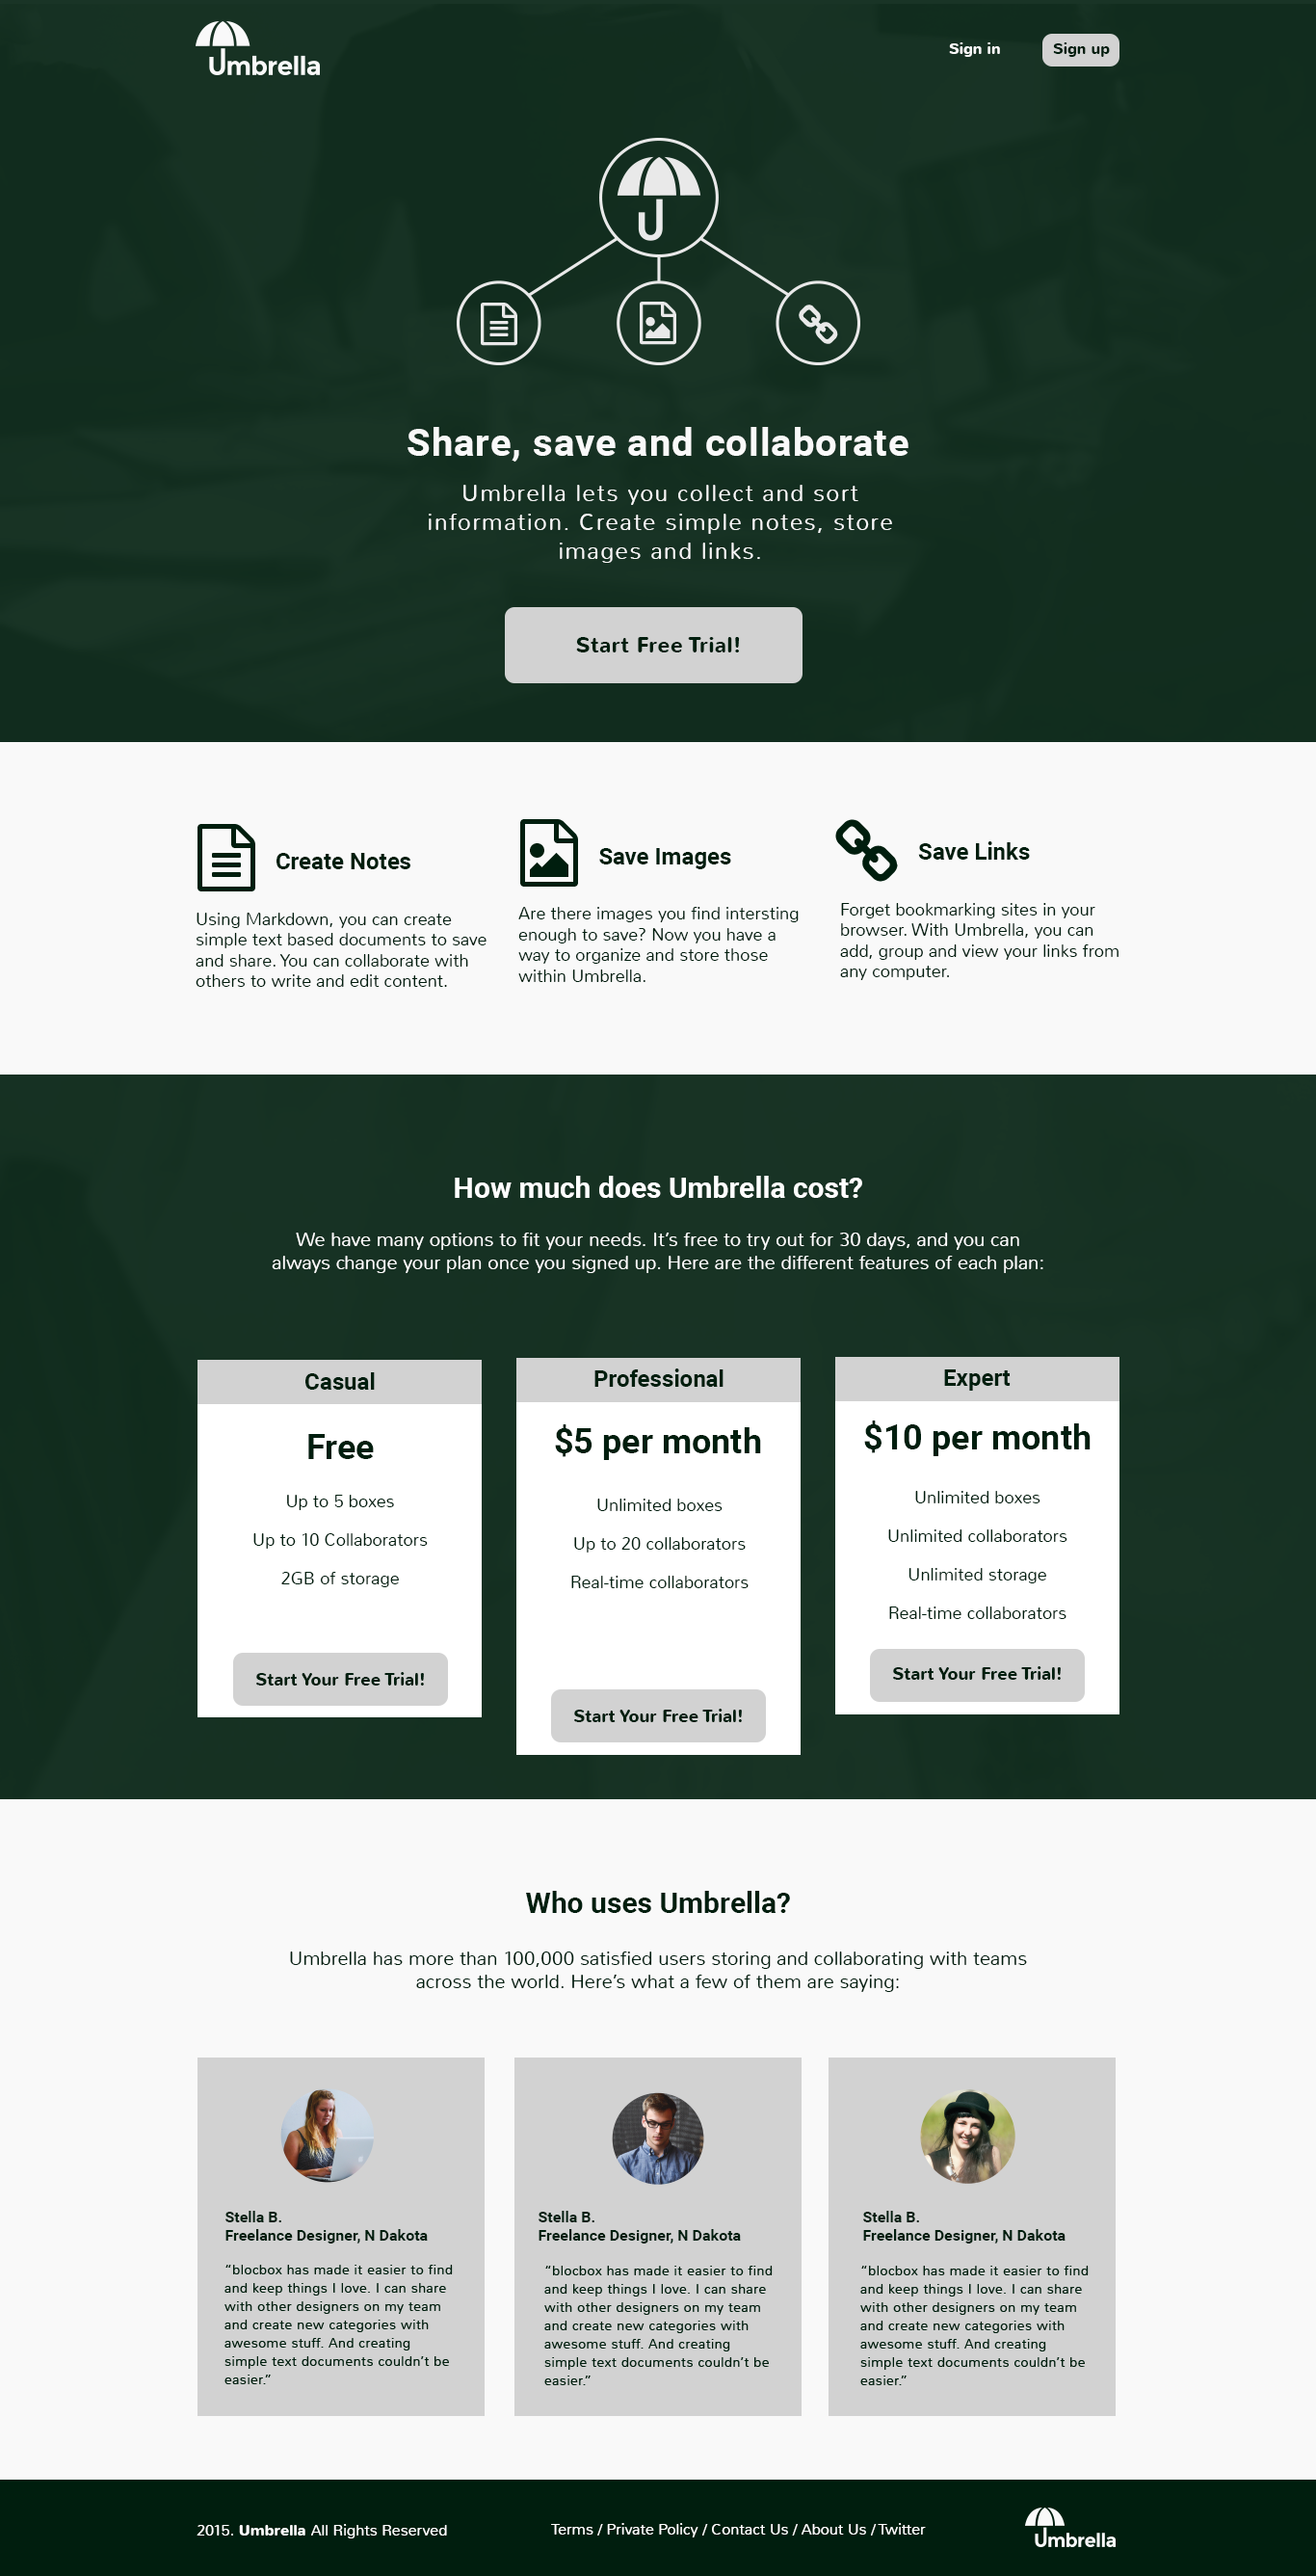 Umbrella
Sign in
Sign up
Share, save and collaborate
Umbrella lets you collect and sort
information. Create simple notes, store
images and links.
Start Free Trial!
Create Notes
Using Markdown, you can create
simple text based documents to save
and share. You can collaborate with
others to write and edit content.
Save Images
Are there images you find intersting
enough to save? Now you have a
way to organize and store those
within Umbrella.
Save Links
Forget bookmarking sites in your
browser. With Umbrella, you can
add, group and view your links from
any computer.
How much does Umbrella cost?
We have many options to fit your needs. It’s free to try out for 30 days, and you can
always change your plan once you signed up. Here are the different features of each plan:
Casual
Free
Up to 5 boxes
Up to 10 Collaborators
2GB of storage
Start Your Free Trial!
Professional
$5 per month
Unlimited boxes
Up to 20 collaborators
Real-time collaborators
Start Your Free Trial!
Expert
$10 per month
Unlimited boxes
Unlimited collaborators
Unlimited storage
Real-time collaborators
Start Your Free Trial!
Who uses Umbrella?
Umbrella has more than 100,000 satisfied users storing and collaborating with teams
across the world. Here’s what a few of them are saying:
Stella B.
Freelance Designer, N Dakota
“blocbox has made it easier to find
and keep things I love. I can share
with other designers on my team
and create new categories with
awesome stuff. And creating
simple text documents couldn’t be
easier.”
Stella B.
Freelance Designer, N Dakota
“blocbox has made it easier to find
and keep things I love. I can share
with other designers on my team
and create new categories with
awesome stuff. And creating
simple text documents couldn’t be
easier.”
Stella B.
Freelance Designer, N Dakota
“blocbox has made it easier to find
and keep things I love. I can share
with other designers on my team
and create new categories with
awesome stuff. And creating
simple text documents couldn’t be
easier.”
2015. Umbrella All Rights Reserved
Terms / Private Policy / Contact Us / About Us / Twitter
Umbrella